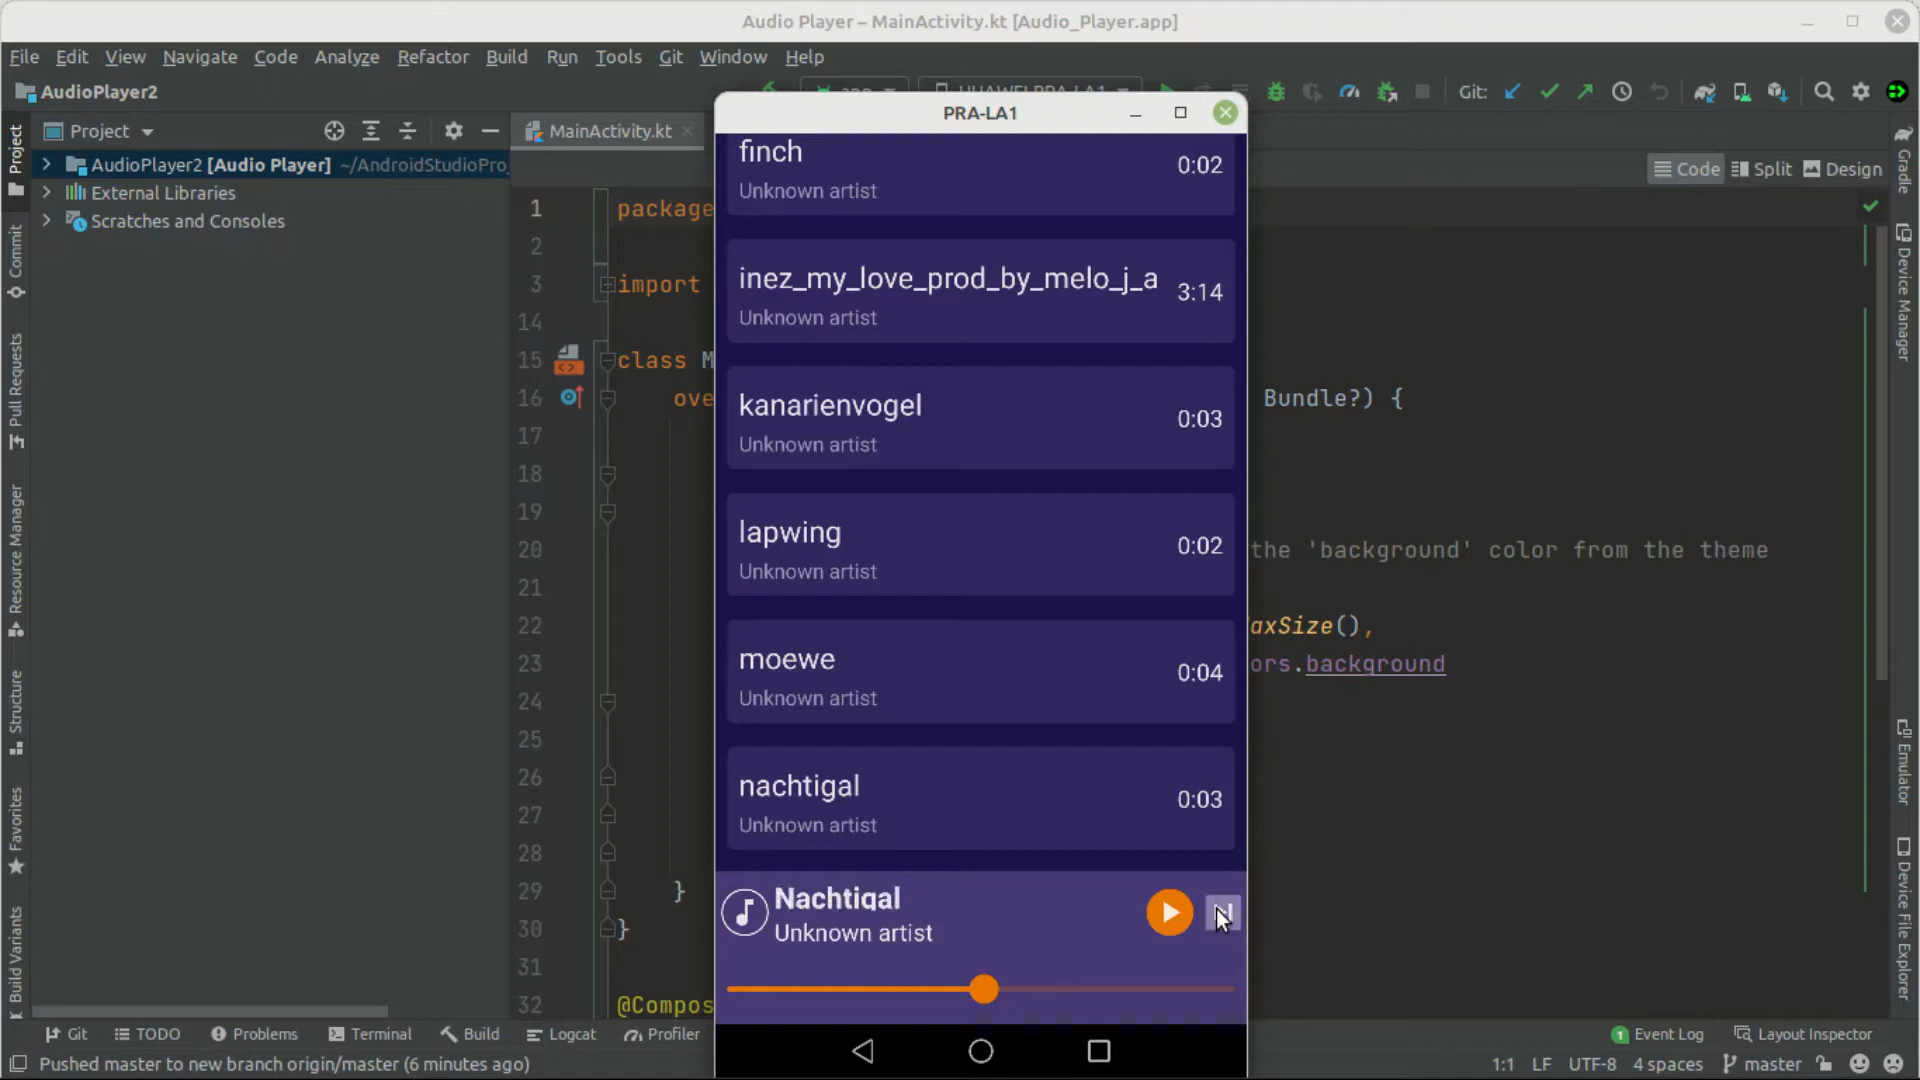 Audio Player – MainActivity.kt [Audio_Player.app]
File Edit View Navigate Code Analyze Refactor Build Run Tools Git Window Help
AudioPlayer2
Git:
PRA-LA1
Project
MainActivity.kt
Code Split Design
AudioPlayer2 [Audio Player] ~/AndroidStudioPro
External Libraries
Scratches and Consoles
Project
Commit
Pull Requests
Resource Manager
Structure
Favorites
Build Variants
1 package
2
3 import
14
15 class M
16 ove Bundle?) {
17
18
19
20 the 'background' color from the theme
21
22 axSize(),
23 ors.background
24
25
26
27
28
29 }
30 }
31
32 @Compos
finch
0:02
Unknown artist
inez_my_love_prod_by_melo_j_a
3:14
Unknown artist
kanarienvogel
0:03
Unknown artist
lapwing
0:02
Unknown artist
moewe
0:04
Unknown artist
nachtigal
0:03
Unknown artist
Nachtigal
Unknown artist
Gradle
Device Manager
Emulator
Device File Explorer
Git TODO Problems Terminal Build Logcat Profiler
1 Event Log Layout Inspector
Pushed master to new branch origin/master (6 minutes ago)
1:1 LF UTF-8 4 spaces master